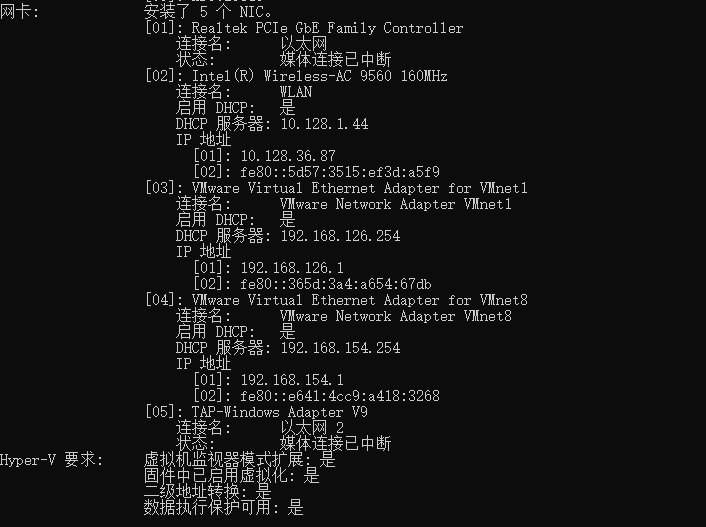 网卡: 安装了 5 个 NIC。
[01]: Realtek PCIe GbE Family Controller
连接名: 以太网
状态: 媒体连接已中断
[02]: Intel(R) Wireless-AC 9560 160MHz
连接名: WLAN
启用 DHCP: 是
DHCP 服务器: 10.128.1.44
IP 地址
[01]: 10.128.36.87
[02]: fe80::5d57:3515:ef3d:a5f9
[03]: VMware Virtual Ethernet Adapter for VMnet1
连接名: VMware Network Adapter VMnet1
启用 DHCP: 是
DHCP 服务器: 192.168.126.254
IP 地址
[01]: 192.168.126.1
[02]: fe80::365d:3a4:a654:67db
[04]: VMware Virtual Ethernet Adapter for VMnet8
连接名: VMware Network Adapter VMnet8
启用 DHCP: 是
DHCP 服务器: 192.168.154.254
IP 地址
[01]: 192.168.154.1
[02]: fe80::e641:4cc9:a418:3268
[05]: TAP-Windows Adapter V9
连接名: 以太网 2
状态: 媒体连接已中断
Hyper-V 要求: 虚拟机监视器模式扩展: 是
固件中已启用虚拟化: 是
二级地址转换: 是
数据执行保护可用: 是